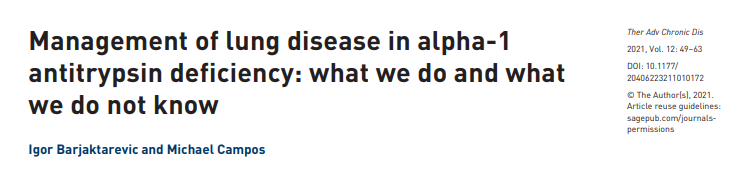 Management of lung disease in alpha-1
antitrypsin deficiency: what we do and what
we do not know
Igor Barjaktarevic and Michael Campos
Ther Adv Chronic Dis
2021, Vol. 12: 49–63
DOI: 10.1177/
20406223211010172
© The Author(s), 2021.
Article reuse guidelines:
sagepub.com/journals-
permissions